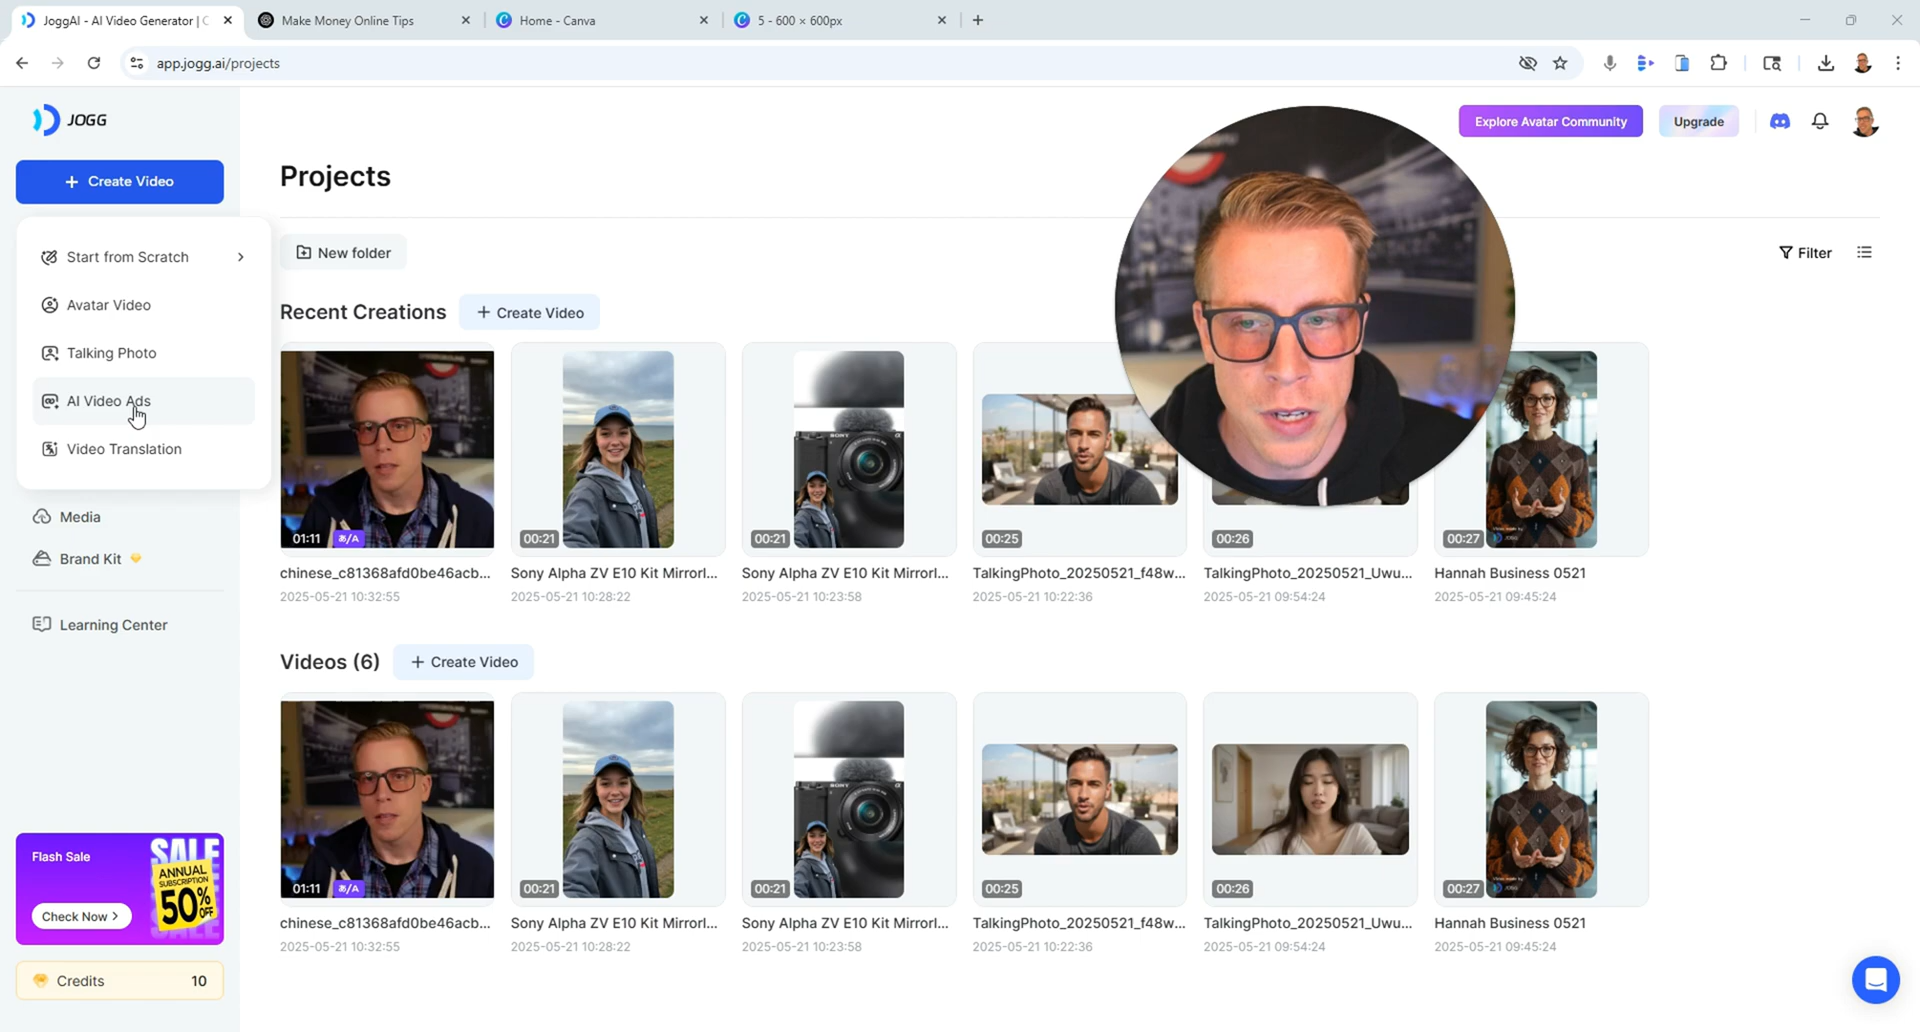 JoggAI - AI Video Generator | C
Make Money Online Tips
Home - Canva
5 - 600 × 600px
app.jogg.ai/projects
JOGG
Explore Avatar Community
Upgrade
+ Create Video
Projects
Start from Scratch
Avatar Video
Talking Photo
AI Video Ads
Video Translation
Media
Brand Kit
Learning Center
New folder
Filter
Recent Creations
+ Create Video
01:11
あ/A
00:21
SONY
00:21
00:25
00:26
00:27
chinese_c81368afd0be46acb...
Sony Alpha ZV E10 Kit Mirrorl...
Sony Alpha ZV E10 Kit Mirrorl...
TalkingPhoto_20250521_f48w...
TalkingPhoto_20250521_Uwu...
Hannah Business 0521
2025-05-21 10:32:55
2025-05-21 10:28:22
2025-05-21 10:23:58
2025-05-21 10:22:36
2025-05-21 09:54:24
2025-05-21 09:45:24
Videos (6)
+ Create Video
01:11
あ/A
00:21
SONY
00:21
00:25
00:26
00:27
chinese_c81368afd0be46acb...
Sony Alpha ZV E10 Kit Mirrorl...
Sony Alpha ZV E10 Kit Mirrorl...
TalkingPhoto_20250521_f48w...
TalkingPhoto_20250521_Uwu...
Hannah Business 0521
2025-05-21 10:32:55
2025-05-21 10:28:22
2025-05-21 10:23:58
2025-05-21 10:22:36
2025-05-21 09:54:24
2025-05-21 09:45:24
Flash Sale
Check Now >
SALE
ANNUAL
SUBSCRIPTION
50% OFF
SALE
Credits
10